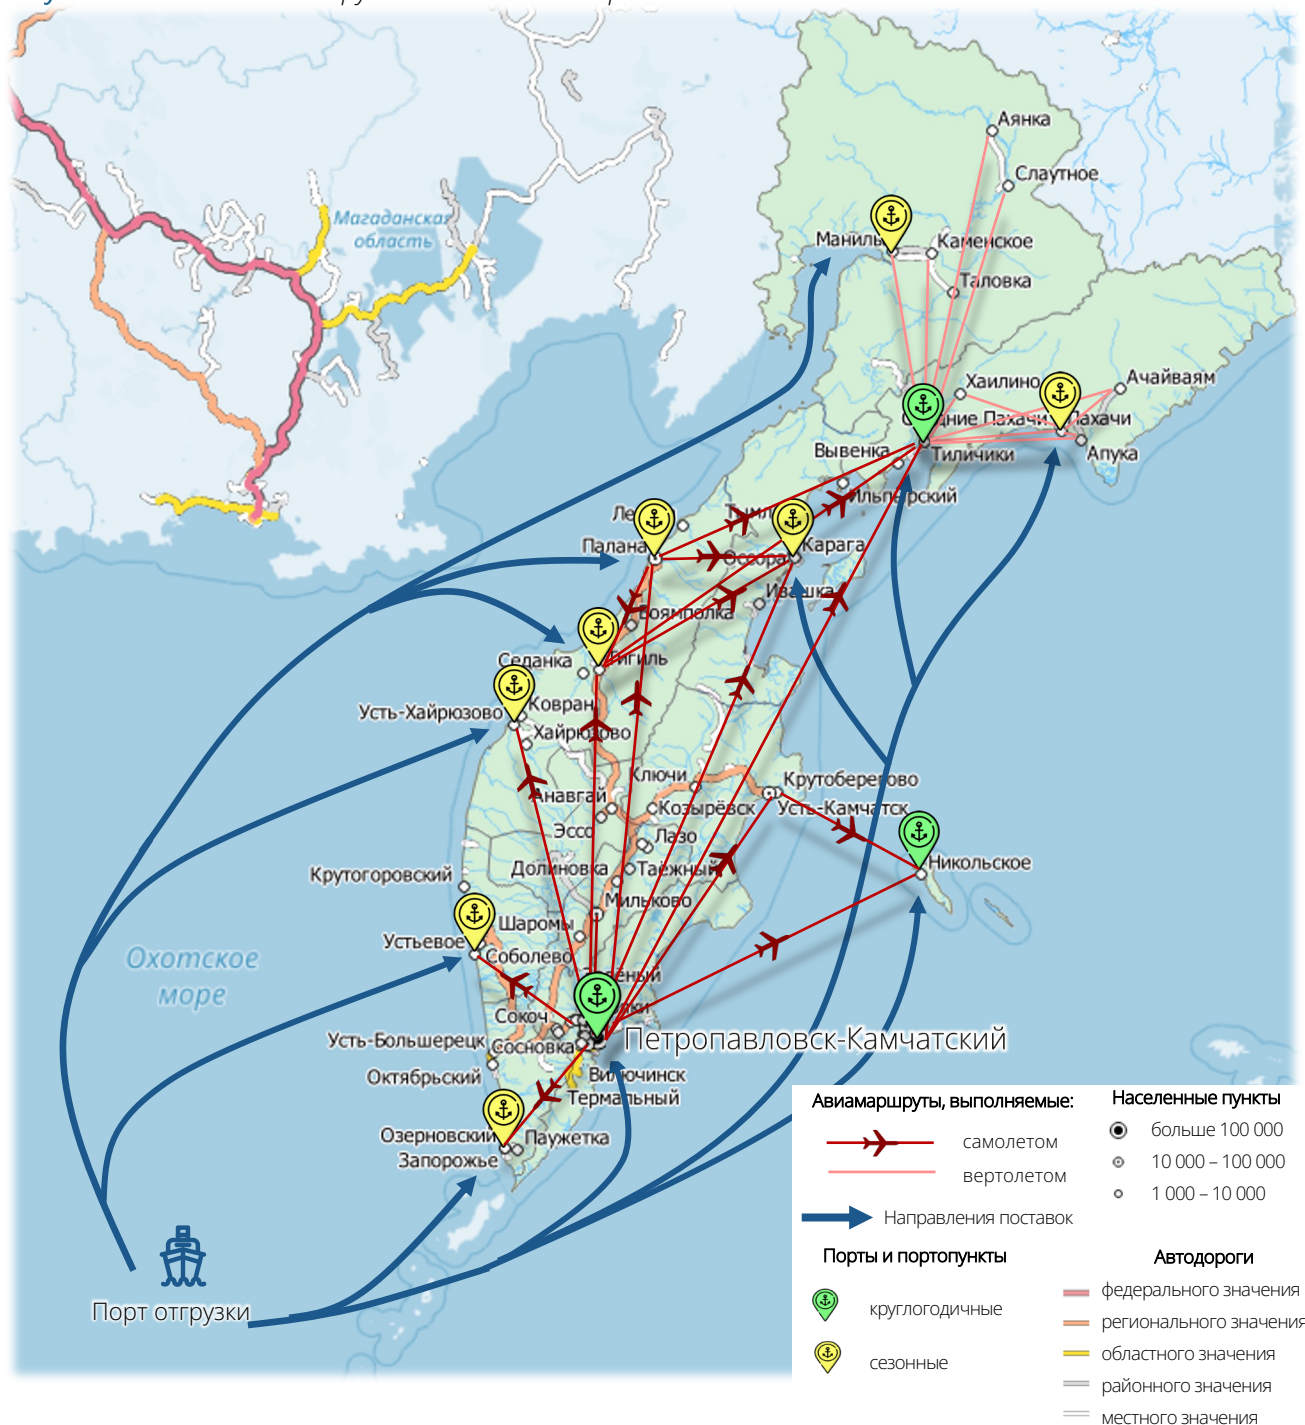 Аянка
Слаутное
Магаданская
область
Манилы
Каменское
Таловка
Хаилино
Ачайваям
Средние Пахачи
Пахачи
Апука
Вывенка
Тиличики
Ильпырский
Палана
Карага
Оссора
Ивашка
Воямполка
Седанка
Тигиль
Ковран
Усть-Хайрюзово
Хайрюзово
Ключи
Крутоберегово
Анавгай
Козырёвск
Усть-Камчатск
Эссо
Лазо
Долиновка
Таёжный
Никольское
Крутогоровский
Мильково
Шаромы
Устьевое
Соболево
Охотское
море
Сокоч
Усть-Большерецк
Сосновка
Петропавловск-Камчатский
Октябрьский
Вилючинск
Термальный
Озерновский
Паужетка
Запорожье
Порт отгрузки
Авиамаршруты, выполняемые:
самолетом
вертолетом
Направления поставок
Порты и портопункты
круглогодичные
сезонные
Населенные пункты
больше 100 000
10 000 – 100 000
1 000 – 10 000
Автодороги
федерального значения
регионального значения
областного значения
районного значения
местного значения